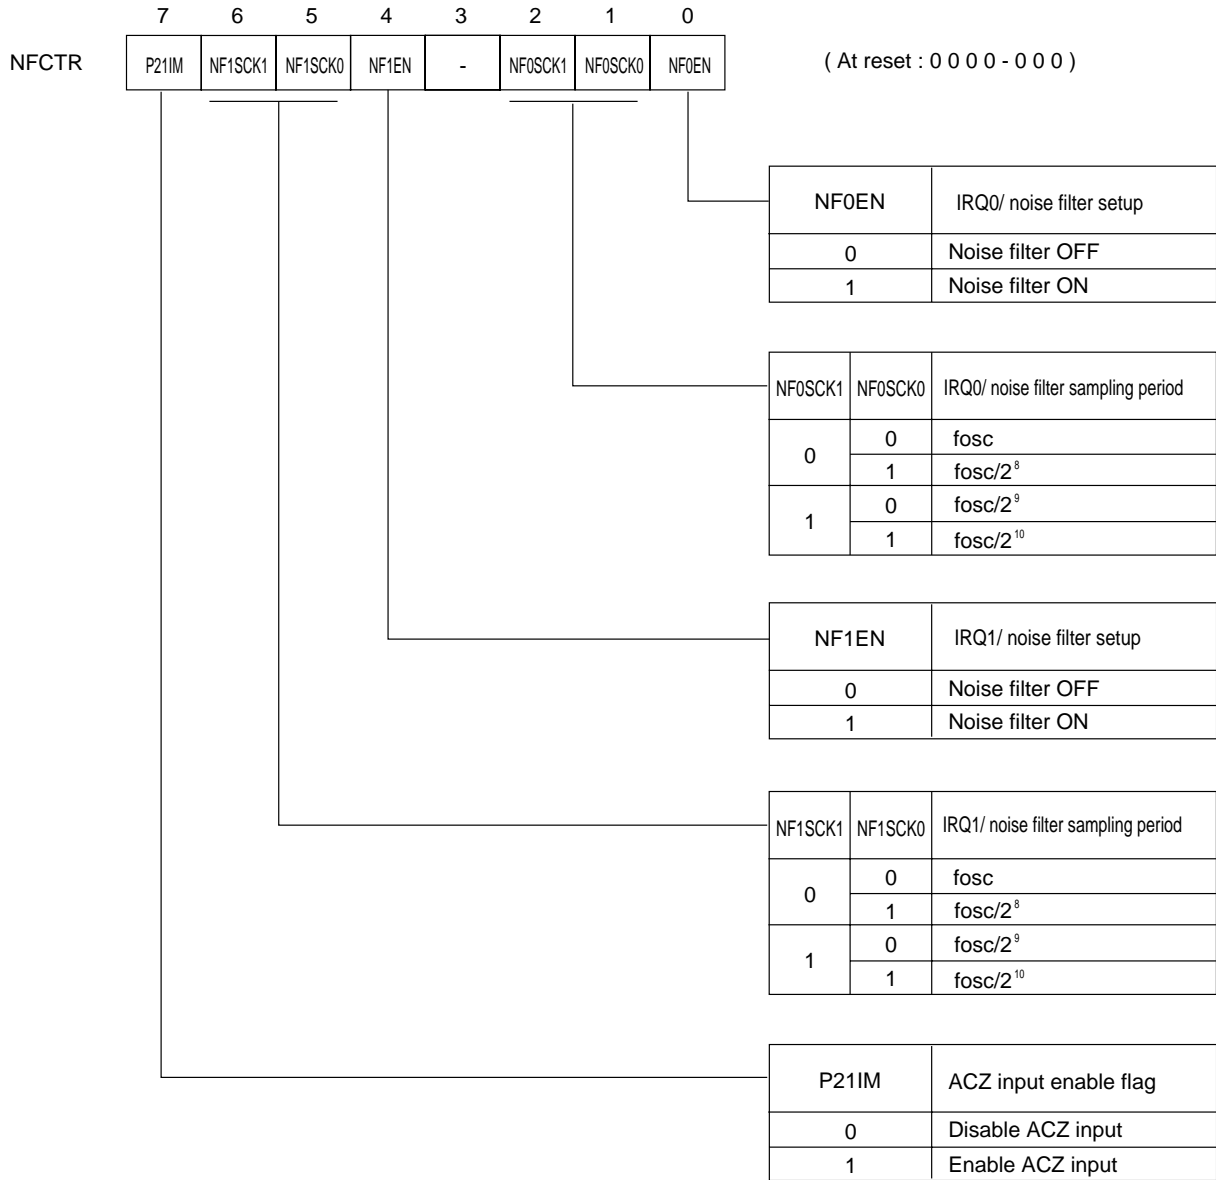 7 6 5 4 3 2 1 0
NFCTR P21IM NF1SCK1 NF1SCK0 NF1EN - NF0SCK1 NF0SCK0 NF0EN ( At reset : 0 0 0 0 - 0 0 0 )
NF0EN IRQ0/ noise filter setup
0 Noise filter OFF
1 Noise filter ON
NF0SCK1 NF0SCK0 IRQ0/ noise filter sampling period
0 0 fosc
1 fosc/2⁸
1 0 fosc/2⁹
1 fosc/2¹⁰
NF1EN IRQ1/ noise filter setup
0 Noise filter OFF
1 Noise filter ON
NF1SCK1 NF1SCK0 IRQ1/ noise filter sampling period
0 0 fosc
1 fosc/2⁸
1 0 fosc/2⁹
1 fosc/2¹⁰
P21IM ACZ input enable flag
0 Disable ACZ input
1 Enable ACZ input